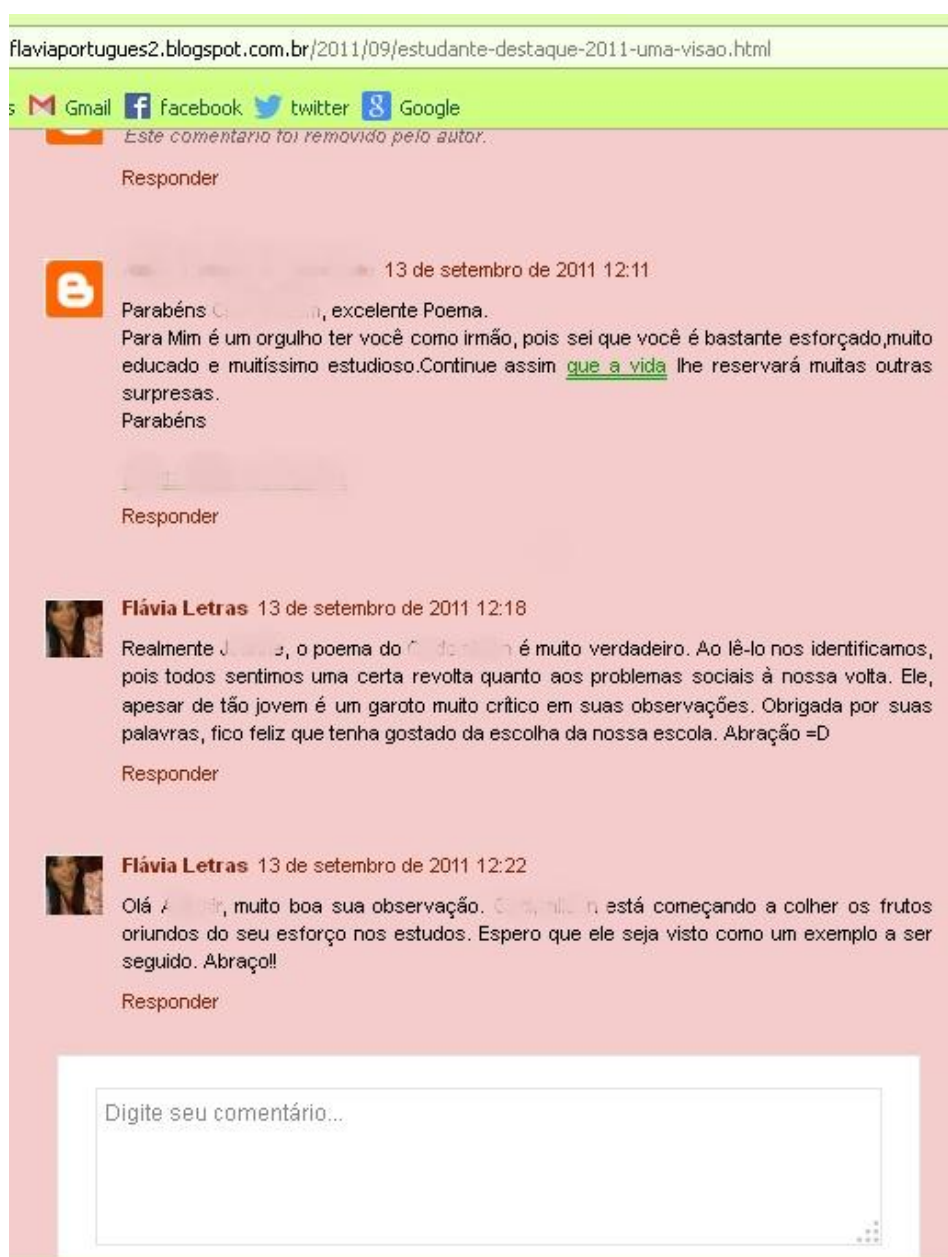 flaviaportugues2.blogspot.com.br/2011/09/estudante-destaque-2011-uma-visao.html
s Gmail facebook twitter Google
Este comentário foi removido pelo autor.
Responder
13 de setembro de 2011 12:11
Parabéns , excelente Poema.
Para Mim é um orgulho ter você como irmão, pois sei que você é bastante esforçado,muito
educado e muitíssimo estudioso.Continue assim que a vida lhe reservará muitas outras
surpresas.
Parabéns
Responder
Flávia Letras 13 de setembro de 2011 12:18
Realmente , o poema do é muito verdadeiro. Ao lê-lo nos identificamos,
pois todos sentimos uma certa revolta quanto aos problemas sociais à nossa volta. Ele,
apesar de tão jovem é um garoto muito crítico em suas observações. Obrigada por suas
palavras, fico feliz que tenha gostado da escolha da nossa escola. Abração =D
Responder
Flávia Letras 13 de setembro de 2011 12:22
Olá , muito boa sua observação. está começando a colher os frutos
oriundos do seu esforço nos estudos. Espero que ele seja visto como um exemplo a ser
seguido. Abraço!!
Responder
Digite seu comentário...